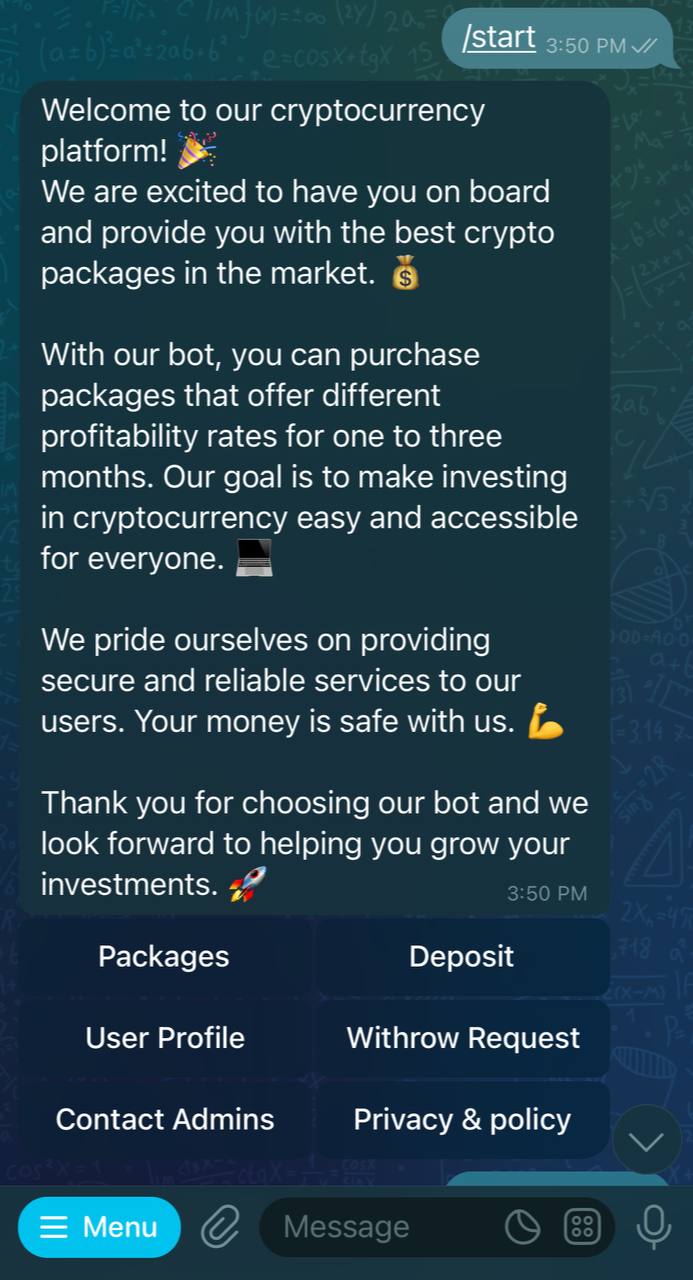 /start 3:50 PM
Welcome to our cryptocurrency
platform! 🎉
We are excited to have you on board
and provide you with the best crypto
packages in the market. 💰
With our bot, you can purchase
packages that offer different
profitability rates for one to three
months. Our goal is to make investing
in cryptocurrency easy and accessible
for everyone. 💻
We pride ourselves on providing
secure and reliable services to our
users. Your money is safe with us. 💪
Thank you for choosing our bot and we
look forward to helping you grow your
investments. 🚀
3:50 PM
Packages Deposit
User Profile Withrow Request
Contact Admins Privacy & policy
Menu Message